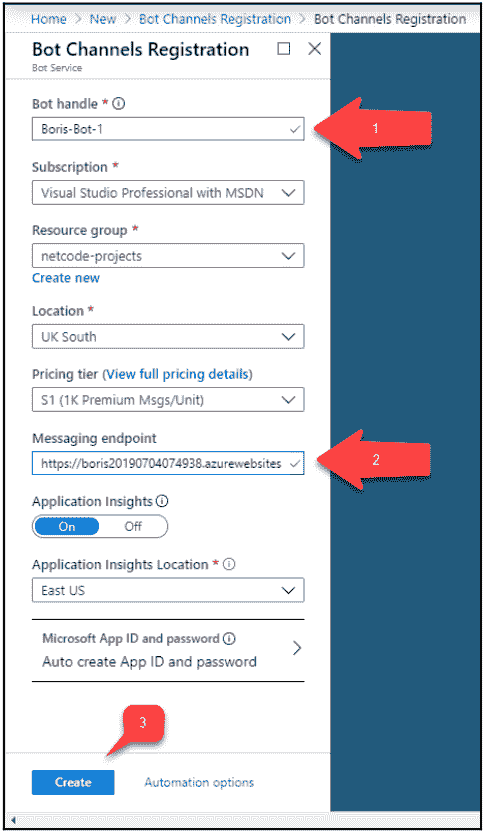 Home > New > Bot Channels Registration > Bot Channels Registration
Bot Channels Registration
Bot Service
Bot handle *
Boris-Bot-1
1
Subscription *
Visual Studio Professional with MSDN
Resource group *
netcode-projects
Create new
Location *
UK South
Pricing tier (View full pricing details)
S1 (1K Premium Msgs/Unit)
Messaging endpoint
https://boris20190704074938.azurewebsites
2
Application Insights
On Off
Application Insights Location *
East US
Microsoft App ID and password
Auto create App ID and password
3
Create Automation options